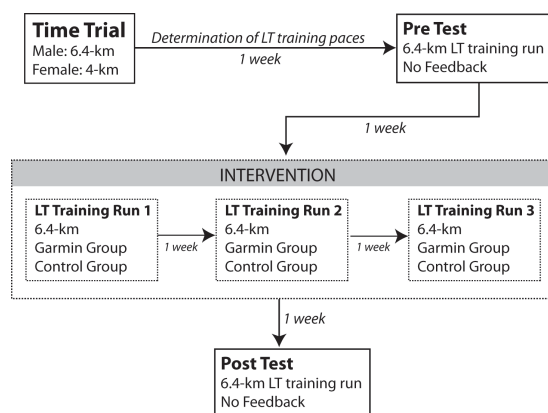 Time Trial
Male: 6.4-km
Female: 4-km
Determination of LT training paces
1 week
Pre Test
6.4-km LT training run
No Feedback
1 week
INTERVENTION
LT Training Run 1
6.4-km
Garmin Group
Control Group
1 week
LT Training Run 2
6.4-km
Garmin Group
Control Group
1 week
LT Training Run 3
6.4-km
Garmin Group
Control Group
1 week
Post Test
6.4-km LT training run
No Feedback